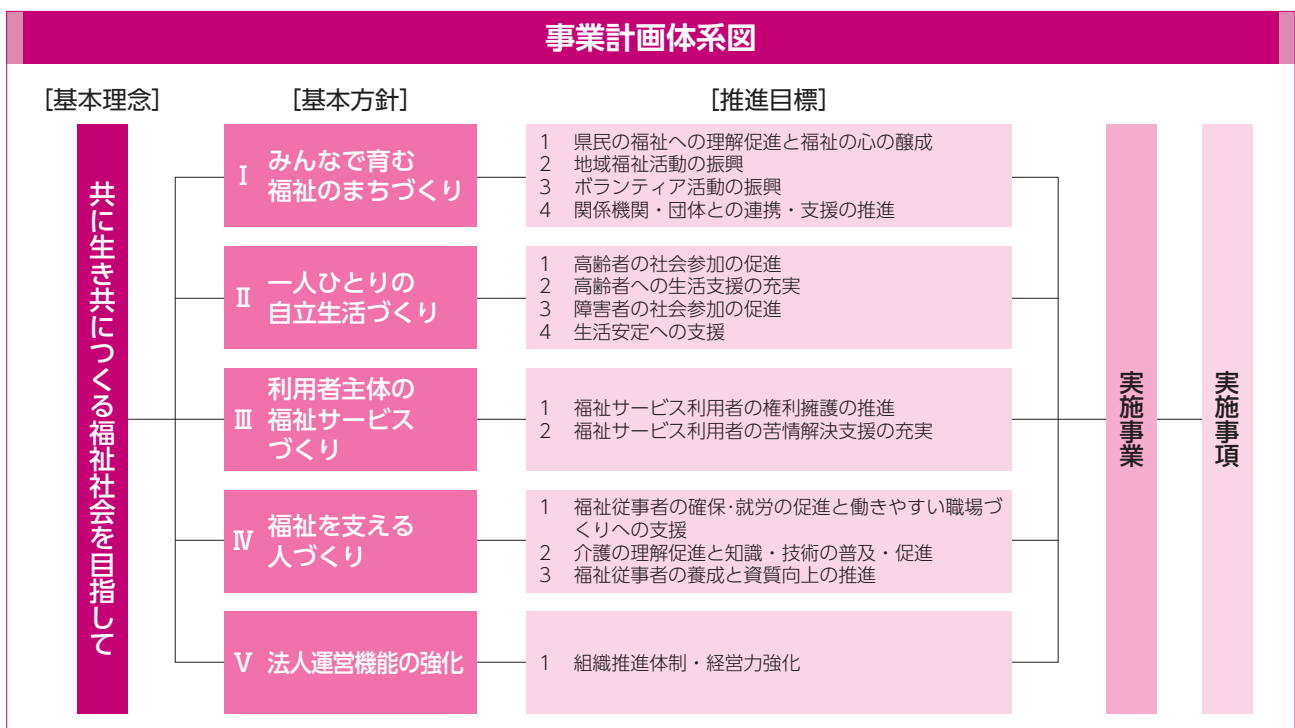 事業計画体系図
[基本理念]
[基本方針]
[推進目標]
共に生き共につくる福祉社会を目指して
Ⅰ みんなで育む
福祉のまちづくり
1 県民の福祉への理解促進と福祉の心の醸成
2 地域福祉活動の振興
3 ボランティア活動の振興
4 関係機関・団体との連携・支援の推進
Ⅱ 一人ひとりの
自立生活づくり
1 高齢者の社会参加の促進
2 高齢者への生活支援の充実
3 障害者の社会参加の促進
4 生活安定への支援
Ⅲ 利用者主体の
福祉サービス
づくり
1 福祉サービス利用者の権利擁護の推進
2 福祉サービス利用者の苦情解決支援の充実
Ⅳ 福祉を支える
人づくり
1 福祉従事者の確保･就労の促進と働きやすい職場づ
くりへの支援
2 介護の理解促進と知識・技術の普及・促進
3 福祉従事者の養成と資質向上の推進
Ⅴ 法人運営機能の強化
1 組織推進体制・経営力強化
実施事業
実施事項